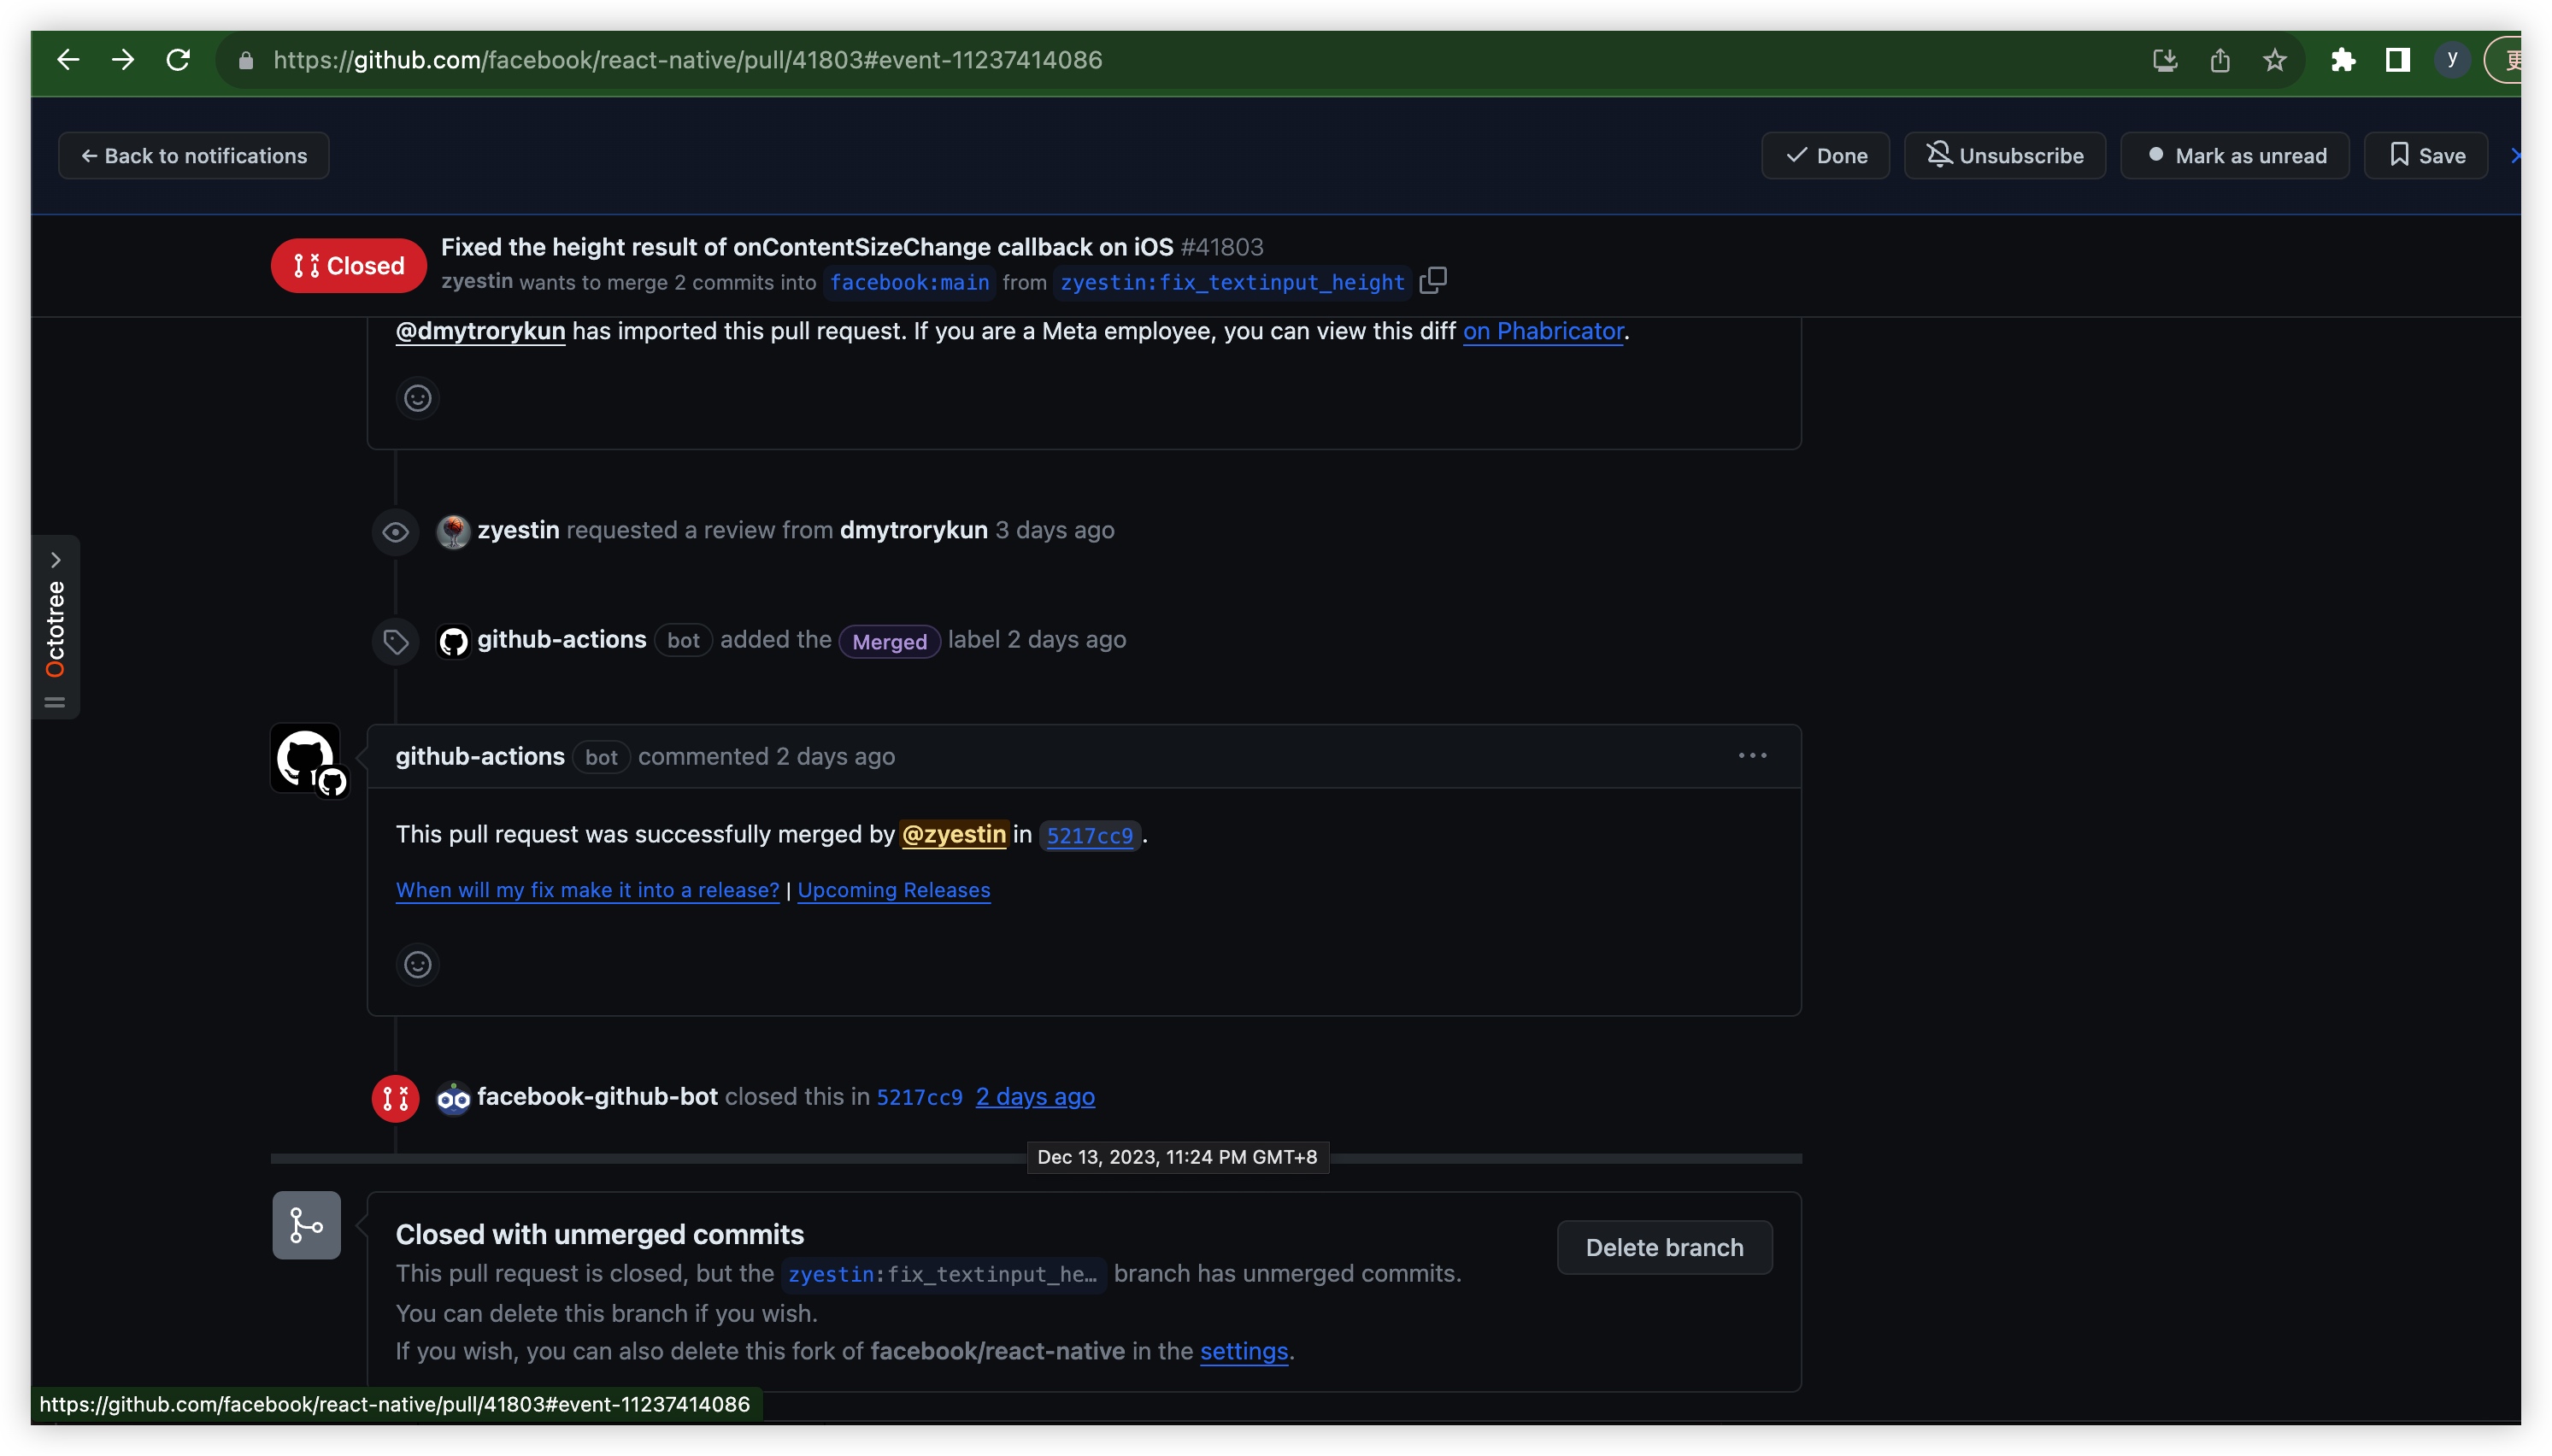 https://github.com/facebook/react-native/pull/41803#event-11237414086
y
更
Back to notifications
Done
Unsubscribe
Mark as unread
Save
Closed
Fixed the height result of onContentSizeChange callback on iOS #41803
zyestin wants to merge 2 commits into facebook:main from zyestin:fix_textinput_height
@dmytrorykun has imported this pull request. If you are a Meta employee, you can view this diff on Phabricator.
zyestin requested a review from dmytrorykun 3 days ago
Octotree
github-actions bot added the Merged label 2 days ago
github-actions bot commented 2 days ago
This pull request was successfully merged by @zyestin in 5217cc9.
When will my fix make it into a release? | Upcoming Releases
facebook-github-bot closed this in 5217cc9 2 days ago
Dec 13, 2023, 11:24 PM GMT+8
Closed with unmerged commits
Delete branch
This pull request is closed, but the zyestin:fix_textinput_he… branch has unmerged commits.
You can delete this branch if you wish.
If you wish, you can also delete this fork of facebook/react-native in the settings.
https://github.com/facebook/react-native/pull/41803#event-11237414086